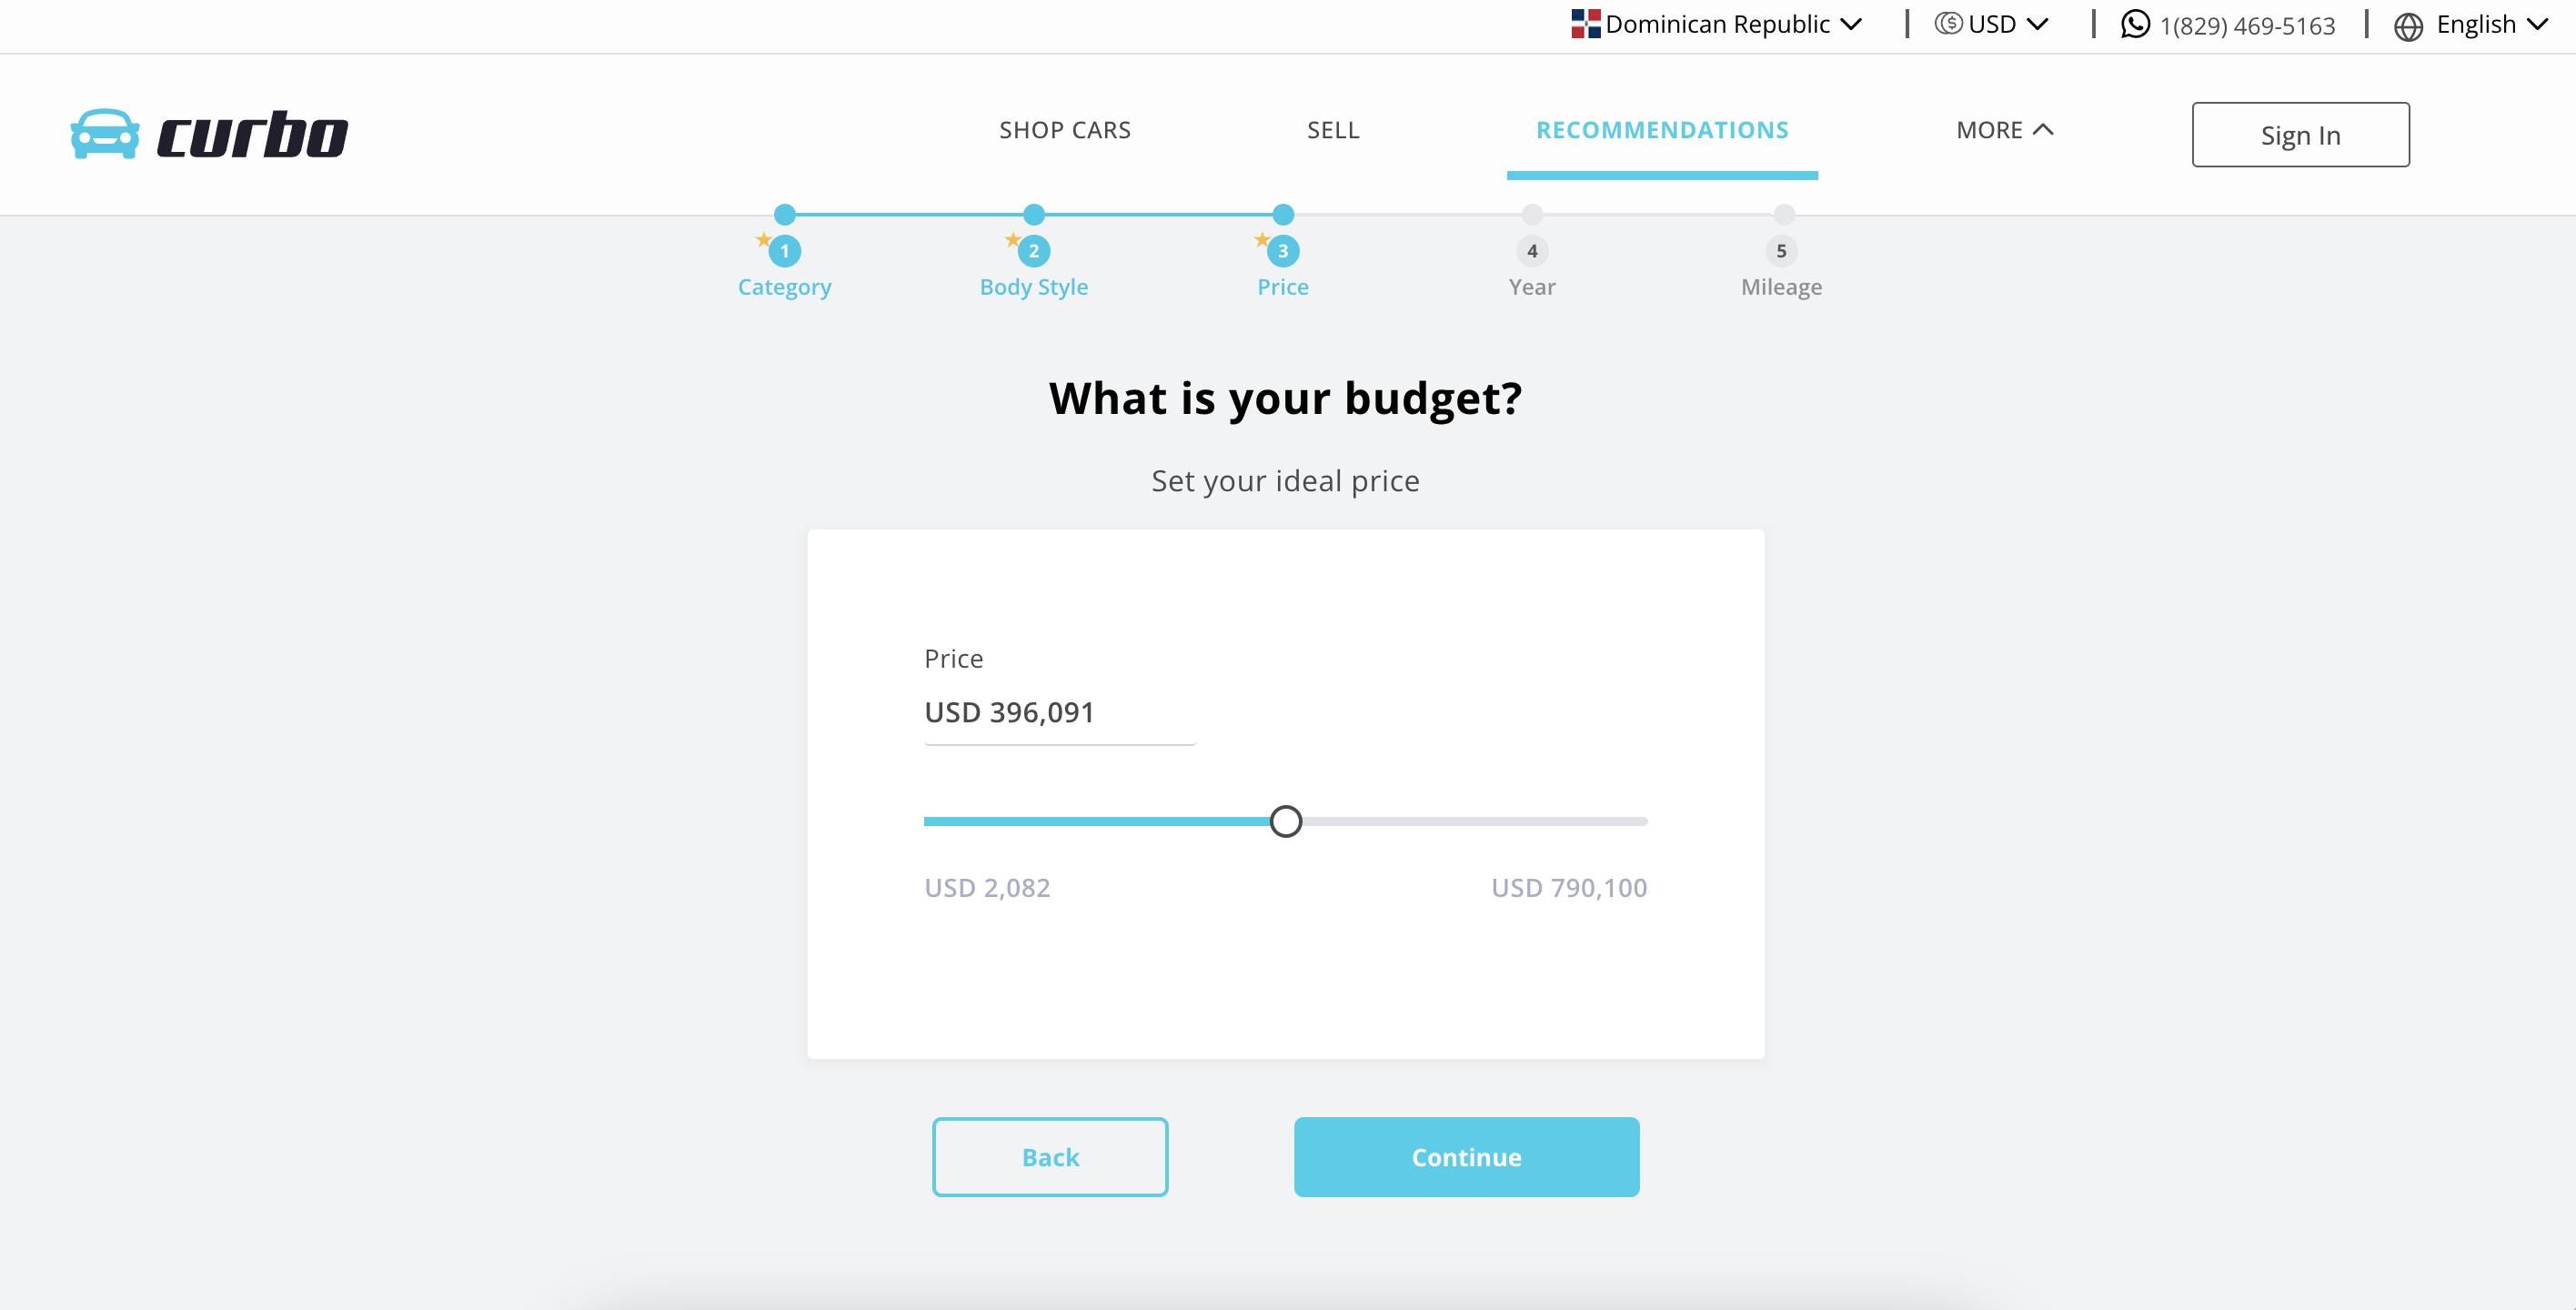 Dominican Republic | USD | 1(829) 469-5163 | English
curbo SHOP CARS SELL RECOMMENDATIONS MORE Sign In
1 2 3 4 5
Category Body Style Price Year Mileage
What is your budget?
Set your ideal price
Price
USD 396,091
USD 2,082 USD 790,100
Back Continue